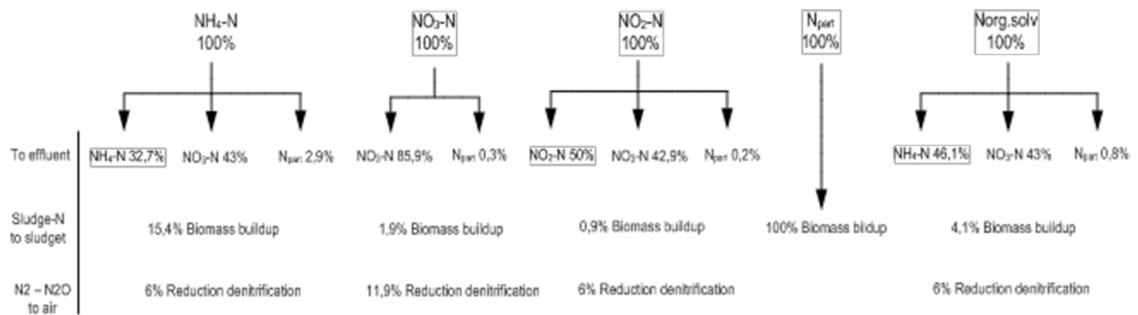 NH₄-N
100%
NO₃-N
100%
NO₂-N
100%
Npart
100%
Norg.solv
100%
To effluent
NH₄-N 32,7%
NO₃-N 43%
Npart 2,9%
NO₃-N 85,9%
Npart 0,3%
NO₂-N 50%
NO₃-N 42,9%
Npart 0,2%
NH₄-N 46,1%
NO₃-N 43%
Npart 0,8%
Sludge-N
to sludget
15,4% Biomass buildup
1,9% Biomass buildup
0,9% Biomass buildup
100% Biomass bildup
4,1% Biomass buildup
N2 – N2O
to air
6% Reduction denitrification
11,9% Reduction denitrification
6% Reduction denitrification
6% Reduction denitrification